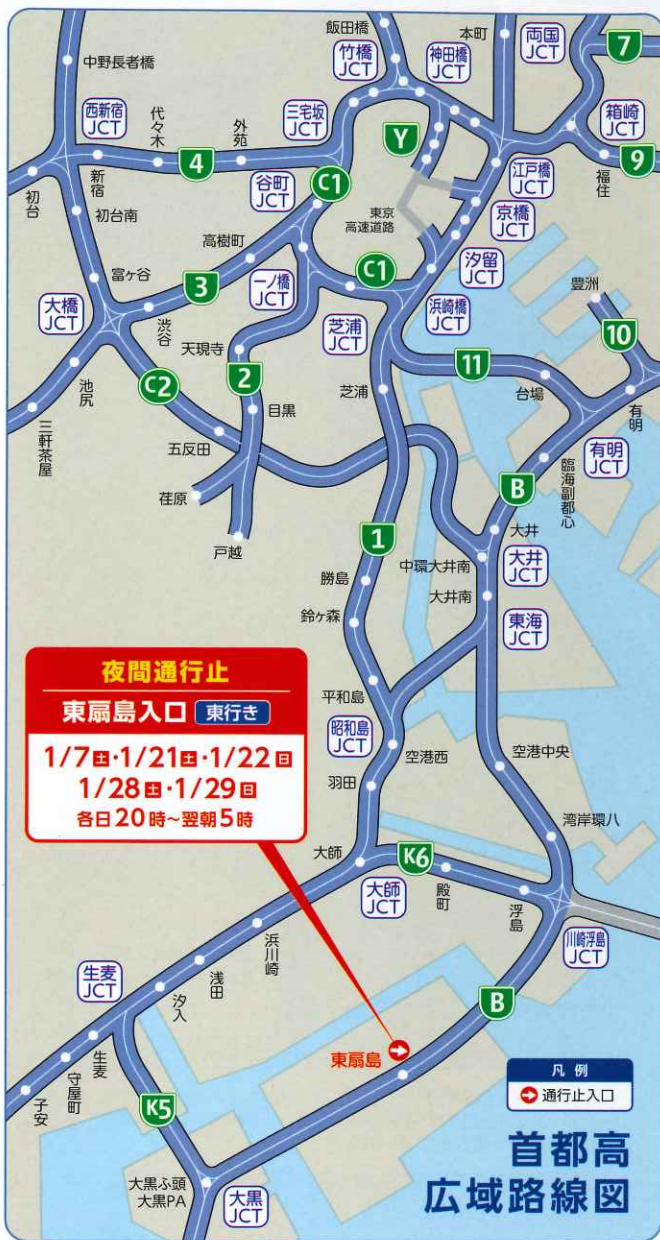 飯田橋
本町
両国
JCT
7
竹橋
JCT
神田橋
JCT
中野長者橋
西新宿
JCT
代々木
外苑
三宅坂
JCT
箱崎
JCT
Y
4
9
初台
新宿
谷町
JCT
C1
江戸橋
JCT
福住
初台南
東京
高速道路
京橋
JCT
高樹町
C1
汐留
JCT
富ヶ谷
3
一ノ橋
JCT
豊洲
大橋
JCT
渋谷
芝浦
JCT
浜崎橋
JCT
10
天現寺
11
池尻
C2
2
芝浦
台場
有明
三軒茶屋
目黒
五反田
臨海副都心
有明
JCT
B
荏原
戸越
1
大井
中環大井南
大井
JCT
勝島
大井南
鈴ヶ森
東海
JCT
夜間通行止
東扇島入口 東行き
1/7土・1/21土・1/22日
1/28土・1/29日
各日20時~翌朝5時
平和島
昭和島
JCT
空港西
空港中央
羽田
湾岸環八
大師
K6
大師
JCT
殿町
浮島
川崎浮島
JCT
浜川崎
生麦
JCT
浅田
汐入
B
東扇島
生麦
守屋町
子安
K5
凡例
通行止入口
首都高
広域路線図
大黒ふ頭
大黒PA
大黒
JCT